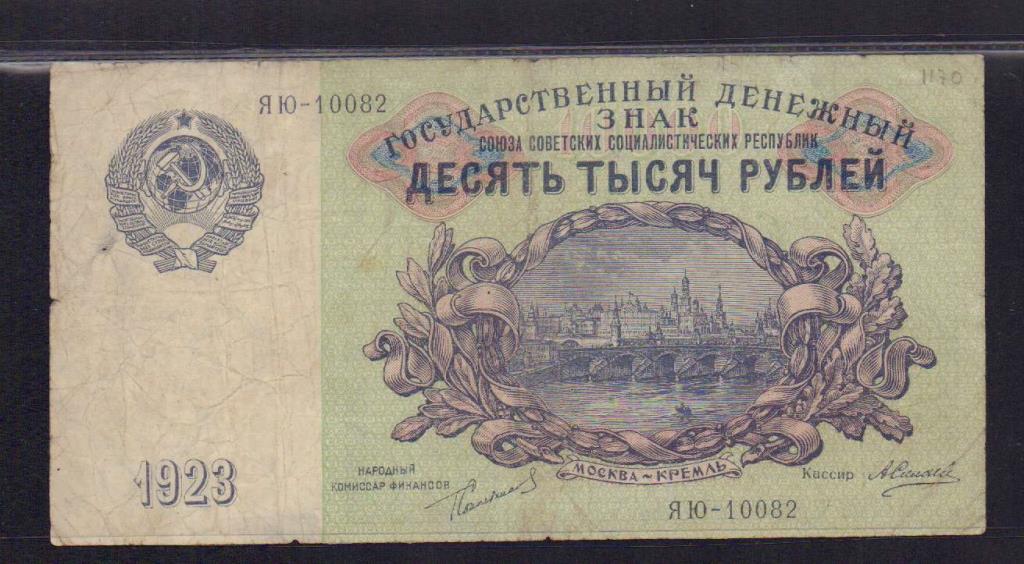 1170
ЯЮ-10082
ГОСУДАРСТВЕННЫЙ ДЕНЕЖНЫЙ
ЗНАК
СОЮЗА СОВЕТСКИХ СОЦИАЛИСТИЧЕСКИХ РЕСПУБЛИК
ДЕСЯТЬ ТЫСЯЧ РУБЛЕЙ
МОСКВА~КРЕМЛЬ
1923
НАРОДНЫЙ
КОМИССАР ФИНАНСОВ
Кассир
ЯЮ-10082